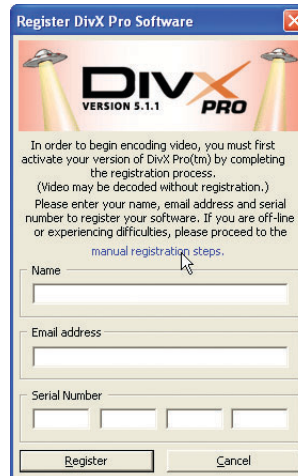 Register DivX Pro Software
DivX
VERSION 5.1.1 PRO
In order to begin encoding video, you must first
activate your version of DivX Pro(tm) by completing
the registration process.
(Video may be decoded without registration.)
Please enter your name, email address and serial
number to register your software. If you are off-line
or experiencing difficulties, please proceed to the
manual registration steps.
Name
Email address
Serial Number
Register Cancel